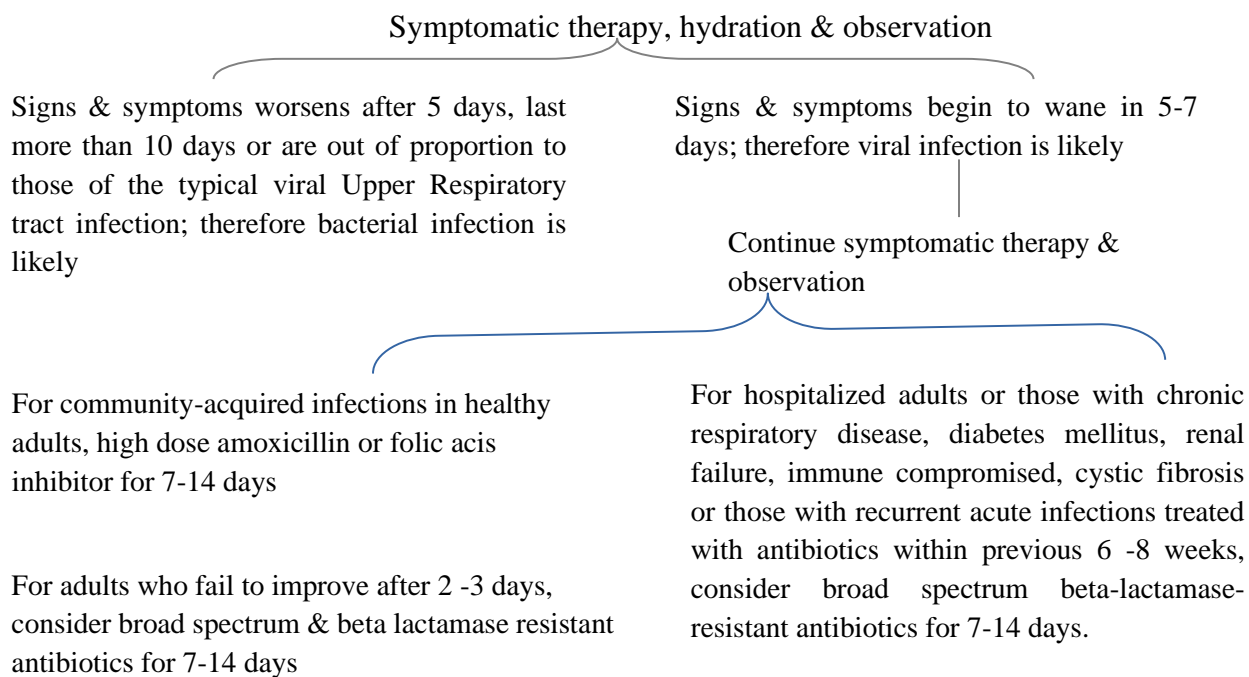 Symptomatic therapy, hydration & observation
Signs & symptoms worsens after 5 days, last
more than 10 days or are out of proportion to
those of the typical viral Upper Respiratory
tract infection; therefore bacterial infection is
likely
Signs & symptoms begin to wane in 5-7
days; therefore viral infection is likely
Continue symptomatic therapy &
observation
For community-acquired infections in healthy
adults, high dose amoxicillin or folic acis
inhibitor for 7-14 days
For adults who fail to improve after 2 -3 days,
consider broad spectrum & beta lactamase resistant
antibiotics for 7-14 days
For hospitalized adults or those with chronic
respiratory disease, diabetes mellitus, renal
failure, immune compromised, cystic fibrosis
or those with recurrent acute infections treated
with antibiotics within previous 6 -8 weeks,
consider broad spectrum beta-lactamase-
resistant antibiotics for 7-14 days.